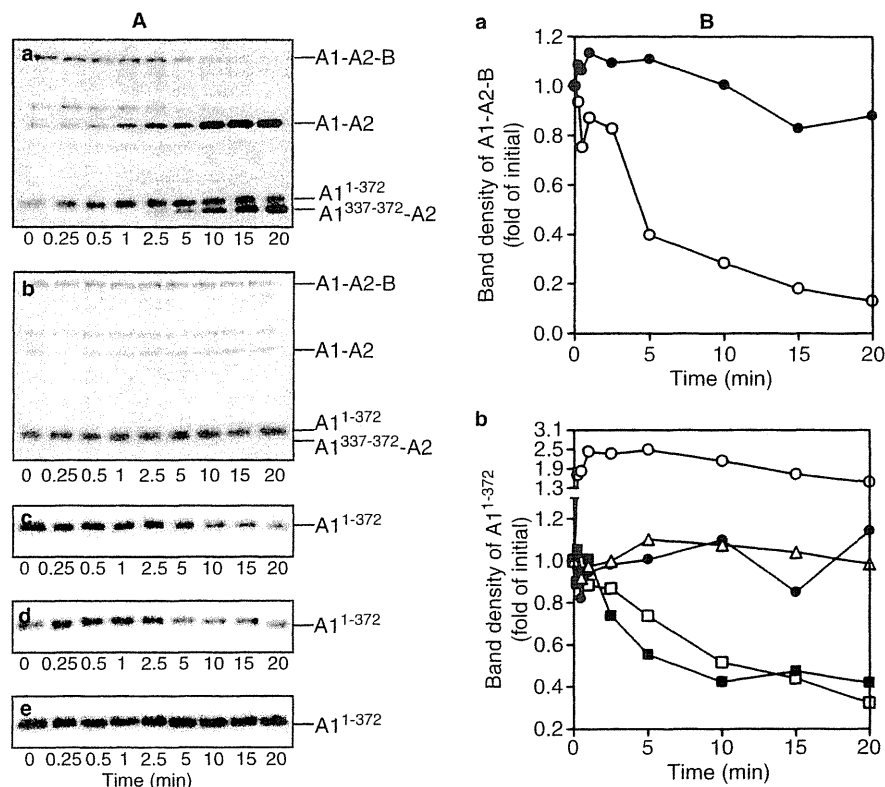 A
a
A1-A2-B
A1-A2
A1^1-372
A1^337-372-A2
0 0.25 0.5 1 2.5 5 10 15 20
b
A1-A2-B
A1-A2
A1^1-372
A1^337-372-A2
0 0.25 0.5 1 2.5 5 10 15 20
c
A1^1-372
0 0.25 0.5 1 2.5 5 10 15 20
d
A1^1-372
0 0.25 0.5 1 2.5 5 10 15 20
e
A1^1-372
0 0.25 0.5 1 2.5 5 10 15 20
Time (min)
a
B
Band density of A1-A2-B
(fold of initial)
1.2
1.0
0.8
0.6
0.4
0.2
0.0
0 5 10 15 20
Time (min)
b
Band density of A1^1-372
(fold of initial)
3.1
2.5
1.9
1.3
1.2
1.0
0.8
0.6
0.4
0.2
0 5 10 15 20
Time (min)